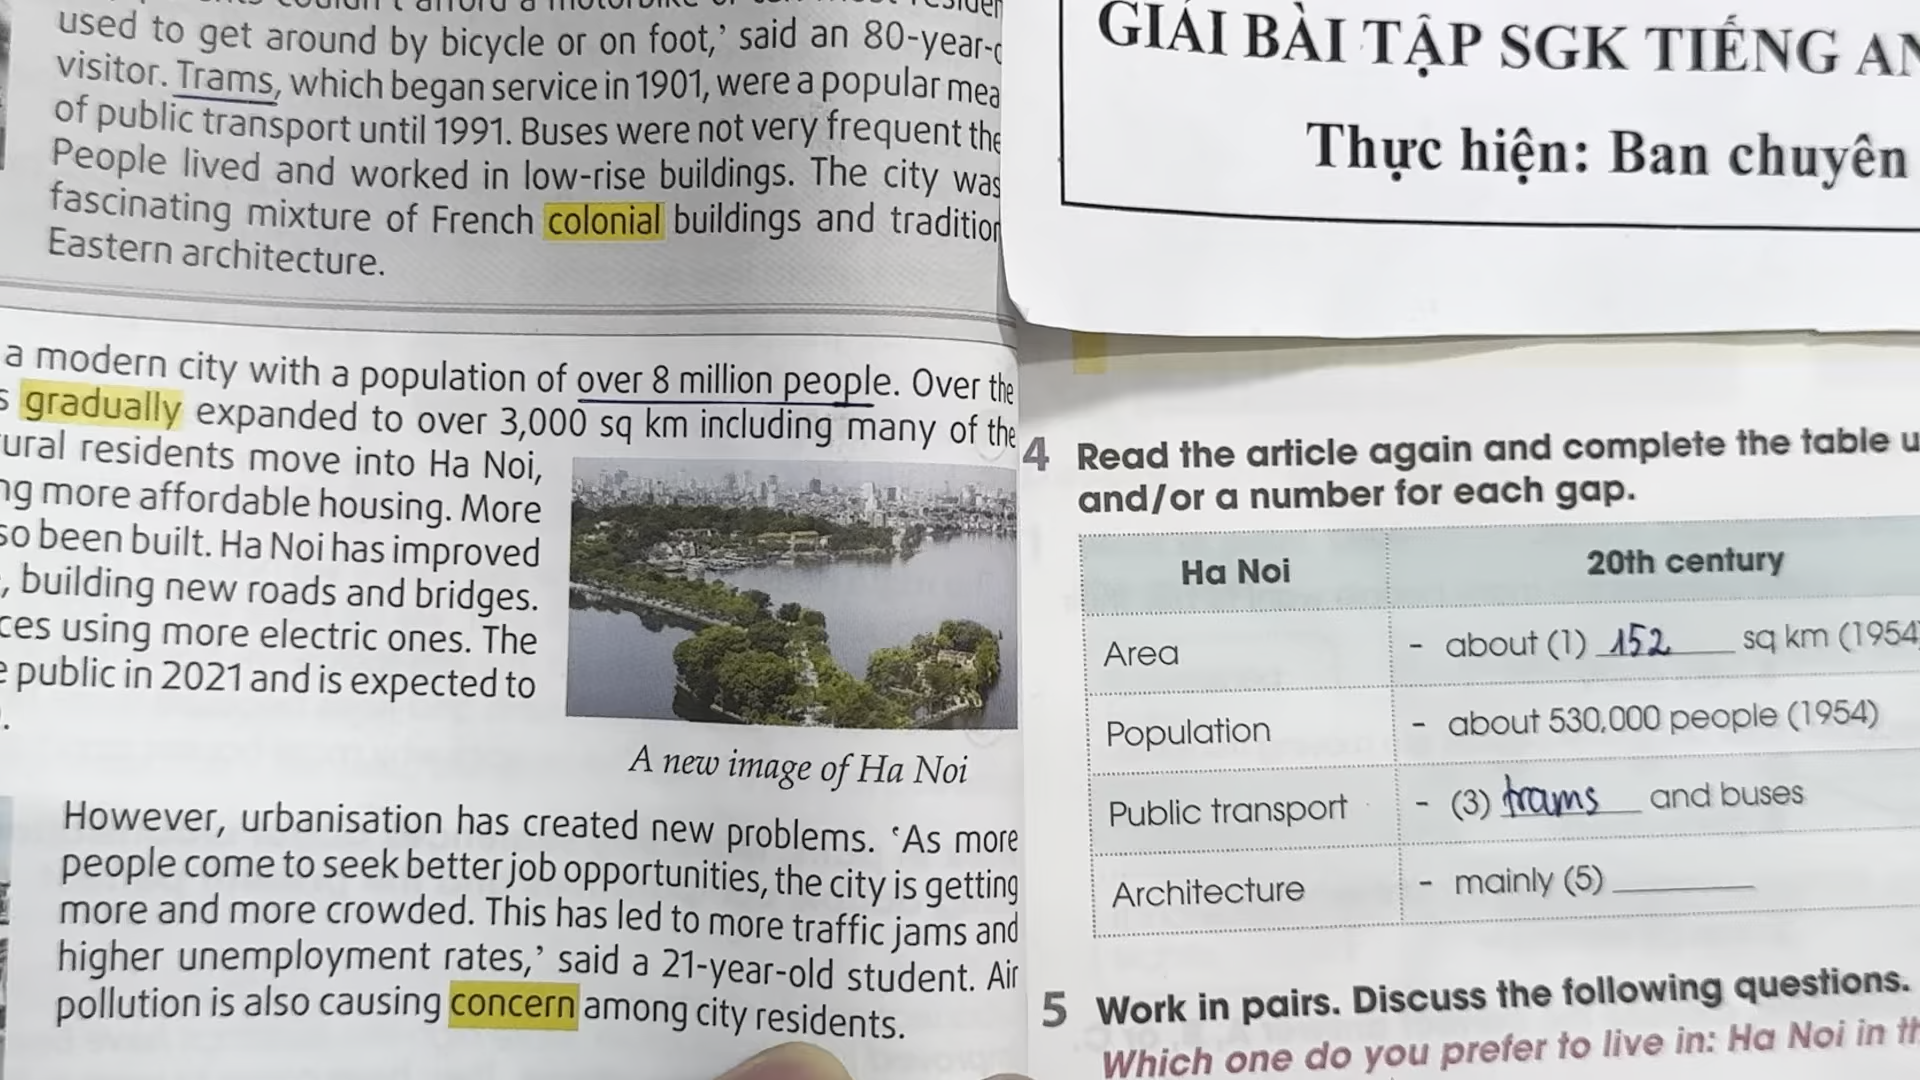 used to get around by bicycle or on foot,' said an 80-year-
visitor. Trams, which began service in 1901, were a popular
of public transport until 1991. Buses were not very frequent
People lived and worked in low-rise buildings. The city was
fascinating mixture of French colonial buildings and
Eastern architecture.
a modern city with a population of over 8 million people. Over the
gradually expanded to over 3,000 sq km including many of the
residents move into Ha Noi,
more affordable housing. More
been built. Ha Noi has improved
, building new roads and bridges.
using more electric ones. The
public in 2021 and is expected to
A new image of Ha Noi
However, urbanisation has created new problems. 'As more
people come to seek better job opportunities, the city is getting
more and more crowded. This has led to more traffic jams and
higher unemployment rates,' said a 21-year-old student. Air
pollution is also causing concern among city residents.
GIẢI BÀI TẬP SGK TIẾNG
Thực hiện: Ban chuyên
4 Read the article again and complete the table
and/or a number for each gap.
Ha Noi 20th century
Area - about (1) 152 sq km (1954
Population - about 530,000 people (1954)
Public transport - (3) trams and buses
Architecture - mainly (5) ______
5 Work in pairs. Discuss the following questions.
Which one do you prefer to live in: Ha Noi in